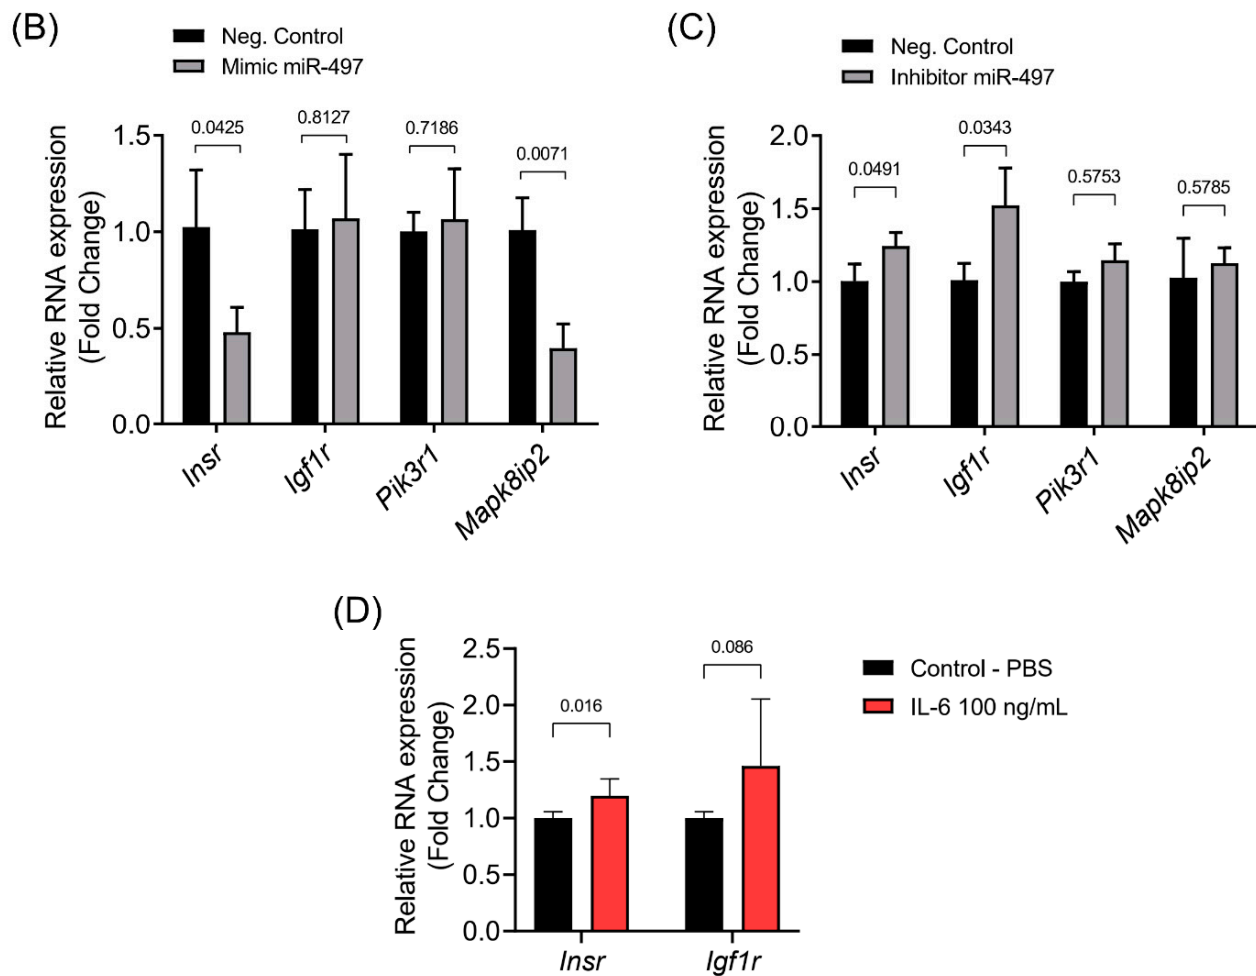 (B)
Neg. Control
Mimic miR-497
Relative RNA expression
(Fold Change)
1.5
1.0
0.5
0.0
0.0425
0.8127
0.7186
0.0071
Insr
Igf1r
Pik3r1
Mapk8ip2
(C)
Neg. Control
Inhibitor miR-497
Relative RNA expression
(Fold Change)
2.0
1.5
1.0
0.5
0.0
0.0491
0.0343
0.5753
0.5785
Insr
Igf1r
Pik3r1
Mapk8ip2
(D)
Relative RNA expression
(Fold Change)
2.5
2.0
1.5
1.0
0.5
0.0
0.016
0.086
Insr
Igf1r
Control - PBS
IL-6 100 ng/mL